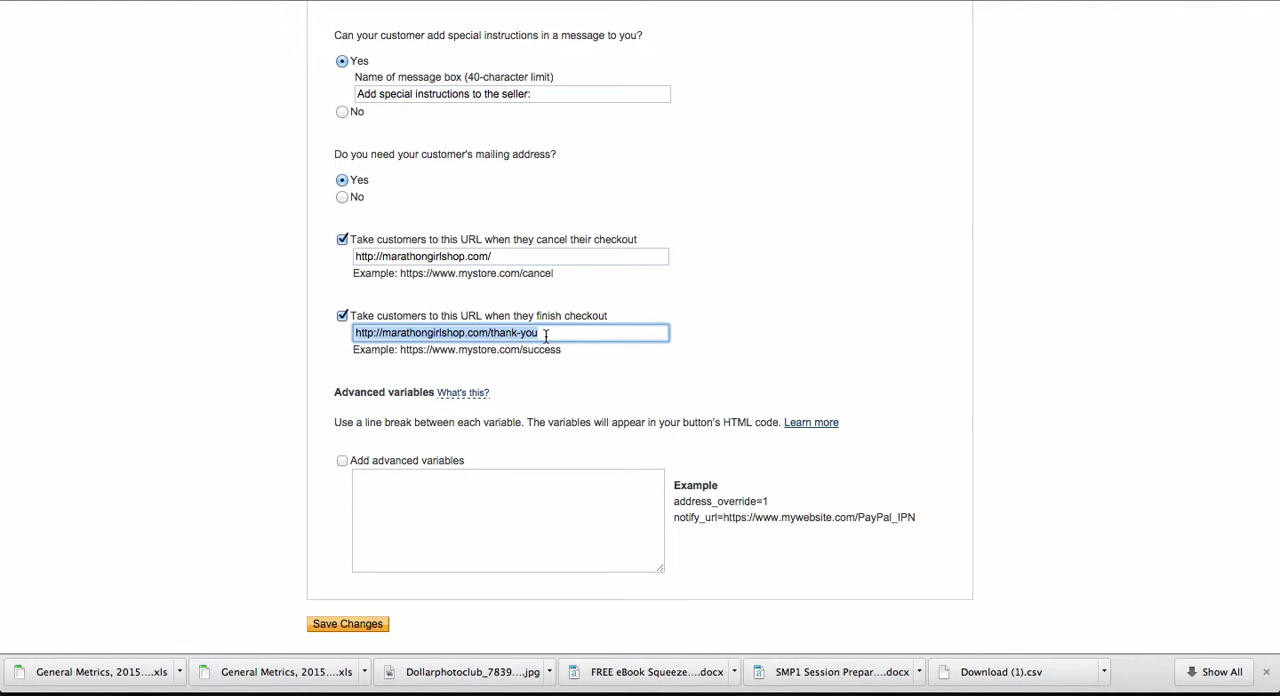 Can your customer add special instructions in a message to you?
Yes
Name of message box (40-character limit)
Add special instructions to the seller:
No
Do you need your customer's mailing address?
Yes
No
Take customers to this URL when they cancel their checkout
http://marathongirlshop.com/
Example: https://www.mystore.com/cancel
Take customers to this URL when they finish checkout
http://marathongirlshop.com/thank-you
Example: https://www.mystore.com/success
Advanced variables What's this?
Use a line break between each variable. The variables will appear in your button's HTML code. Learn more
Add advanced variables
Example
address_override=1
notify_url=https://www.mywebsite.com/PayPal_IPN
Save Changes
General Metrics, 2015....xls General Metrics, 2015....xls Dollarphotoclub_7839...jpg FREE eBook Squeeze....docx SMP1 Session Prepar....docx Download (1).csv Show All